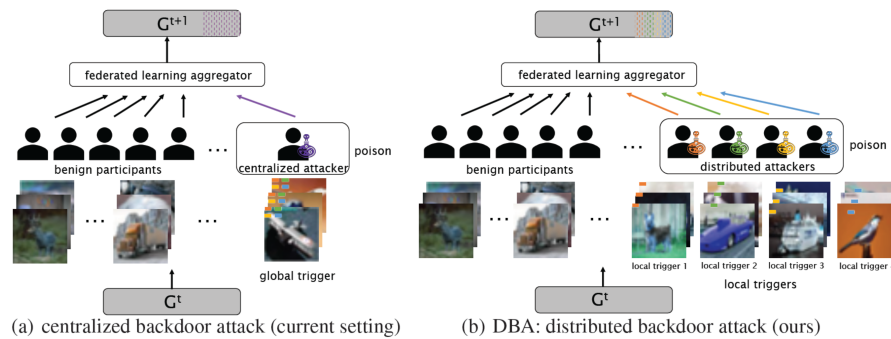 G^{t+1}
federated learning aggregator
...
poison
benign participants
centralized attacker
...
...
global trigger
G^t
(a) centralized backdoor attack (current setting)
G^{t+1}
federated learning aggregator
...
poison
benign participants
distributed attackers
...
...
local trigger 1
local trigger 2
local trigger 3
local trigger
local triggers
G^t
(b) DBA: distributed backdoor attack (ours)